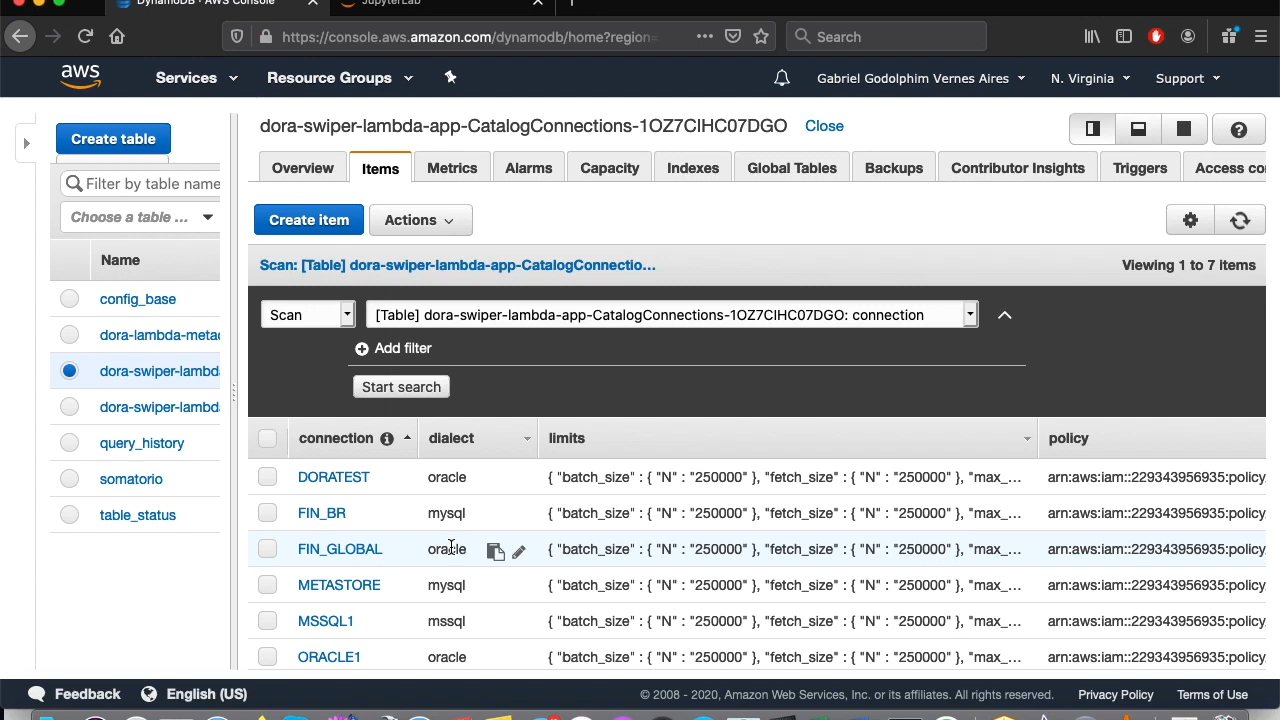 DynamoDB · AWS Console
JupyterLab
https://console.aws.amazon.com/dynamodb/home?region=
Search
aws
Services
Resource Groups
Gabriel Godolphim Vernes Aires
N. Virginia
Support
Create table
Filter by table name
Choose a table ...
Name
config_base
dora-lambda-metad
dora-swiper-lambda
dora-swiper-lambda
query_history
somatorio
table_status
dora-swiper-lambda-app-CatalogConnections-1OZ7CIHC07DGO Close
Overview Items Metrics Alarms Capacity Indexes Global Tables Backups Contributor Insights Triggers Access co
Create item Actions
Scan: [Table] dora-swiper-lambda-app-CatalogConnectio... Viewing 1 to 7 items
Scan [Table] dora-swiper-lambda-app-CatalogConnections-1OZ7CIHC07DGO: connection
Add filter
Start search
connection dialect limits policy
DORATEST oracle { "batch_size" : { "N" : "250000" }, "fetch_size" : { "N" : "250000" }, "max_... arn:aws:iam::229343956935:policy
FIN_BR mysql { "batch_size" : { "N" : "250000" }, "fetch_size" : { "N" : "250000" }, "max_... arn:aws:iam::229343956935:policy
FIN_GLOBAL oracle { "batch_size" : { "N" : "250000" }, "fetch_size" : { "N" : "250000" }, "max_... arn:aws:iam::229343956935:policy
METASTORE mysql { "batch_size" : { "N" : "250000" }, "fetch_size" : { "N" : "250000" }, "max_... arn:aws:iam::229343956935:policy
MSSQL1 mssql { "batch_size" : { "N" : "250000" }, "fetch_size" : { "N" : "250000" }, "max_... arn:aws:iam::229343956935:policy
ORACLE1 oracle { "batch_size" : { "N" : "250000" }, "fetch_size" : { "N" : "250000" }, "max_... arn:aws:iam::229343956935:policy
Feedback English (US) © 2008 - 2020, Amazon Web Services, Inc. or its affiliates. All rights reserved. Privacy Policy Terms of Use